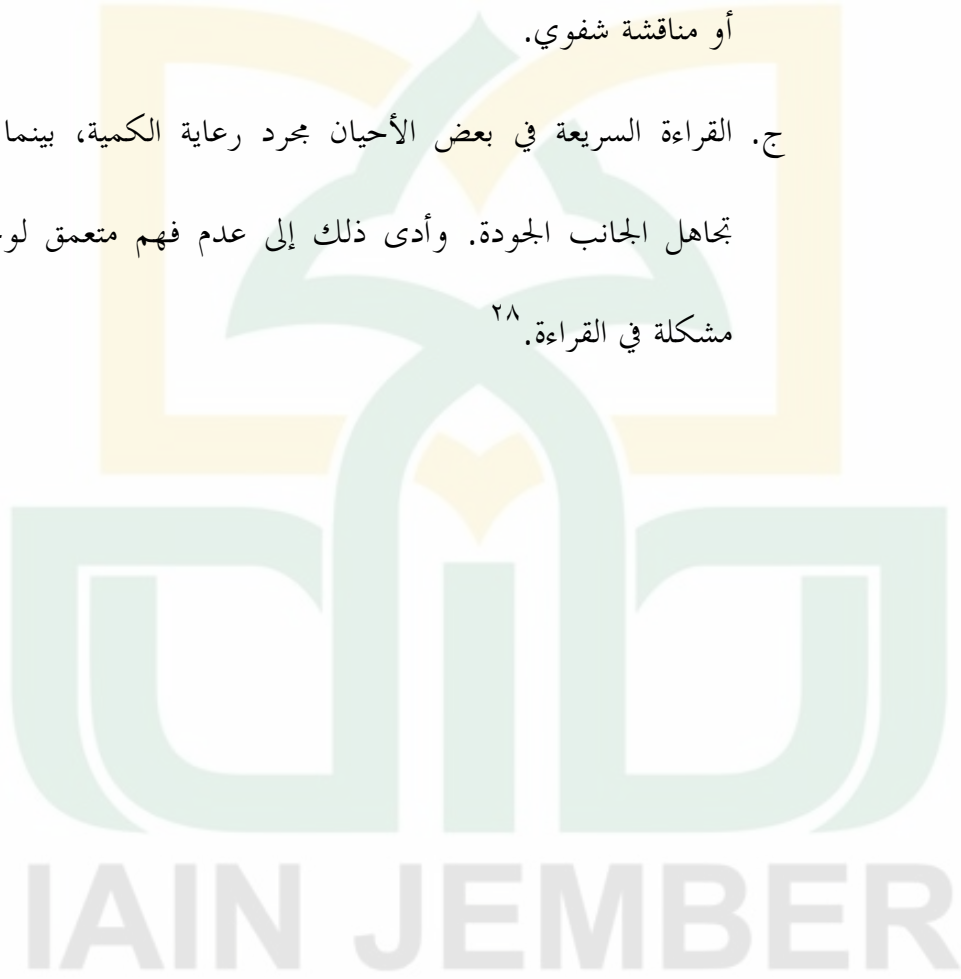 أو مناقشة شفوي.
ج. القراءة السريعة في بعض الأحيان مجرد رعاية الكمية، بينما
تجاهل الجانب الجودة. وأدى ذلك إلى عدم فهم متعمق
مشكلة في القراءة.٢٨
IAIN JEMBER